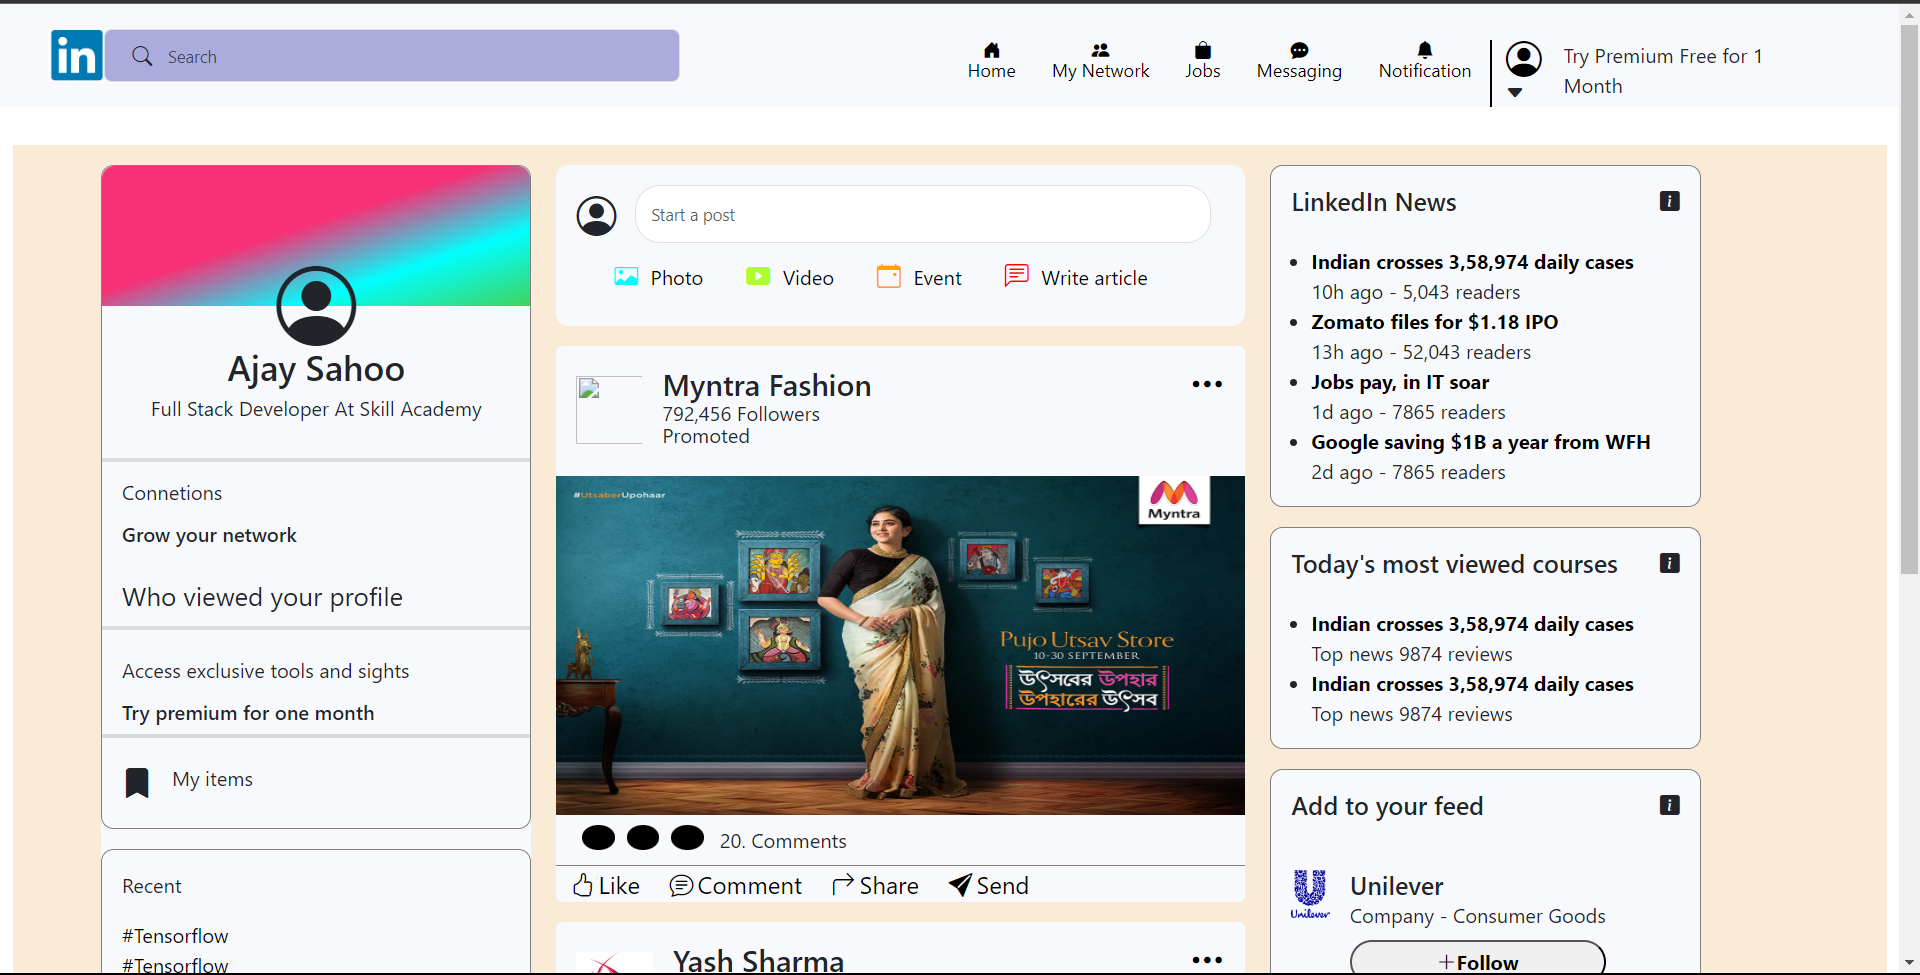 in
Search
Home
My Network
Jobs
Messaging
Notification
Try Premium Free for 1
Month
Ajay Sahoo
Full Stack Developer At Skill Academy
Connetions
Grow your network
Who viewed your profile
Access exclusive tools and sights
Try premium for one month
My items
Recent
#Tensorflow
#Tensorflow
Start a post
Photo
Video
Event
Write article
Myntra Fashion
792,456 Followers
Promoted
#UtsaberUpohaar
Myntra
Pujo Utsav Store
10-30 SEPTEMBER
উৎসবের উপহার
উপহারের উৎসব
20. Comments
Like
Comment
Share
Send
Yash Sharma
LinkedIn News
Indian crosses 3,58,974 daily cases
10h ago - 5,043 readers
Zomato files for $1.18 IPO
13h ago - 52,043 readers
Jobs pay, in IT soar
1d ago - 7865 readers
Google saving $1B a year from WFH
2d ago - 7865 readers
Today's most viewed courses
Indian crosses 3,58,974 daily cases
Top news 9874 reviews
Indian crosses 3,58,974 daily cases
Top news 9874 reviews
Add to your feed
Unilever
Unilever
Company - Consumer Goods
+Follow